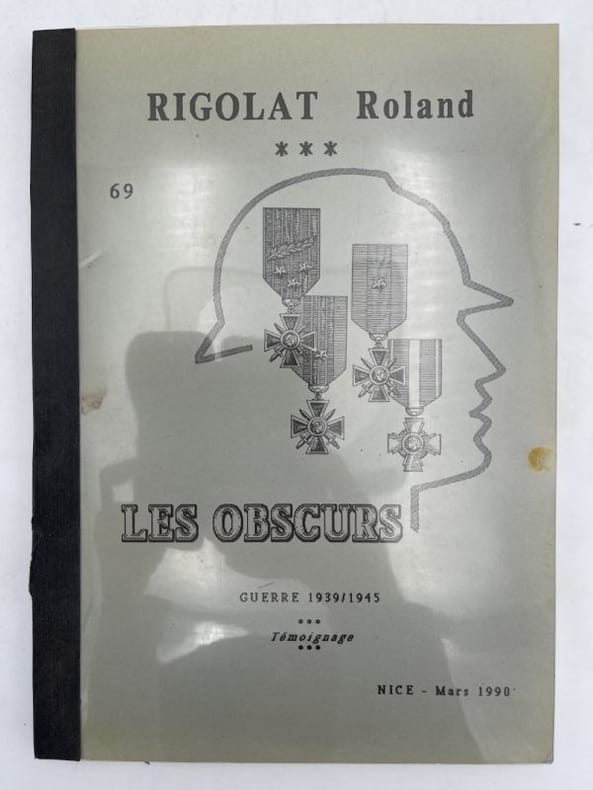 RIGOLAT Roland
***
69
LES OBSCURS
GUERRE 1939/1945
***
Témoignage
***
NICE - Mars 1990